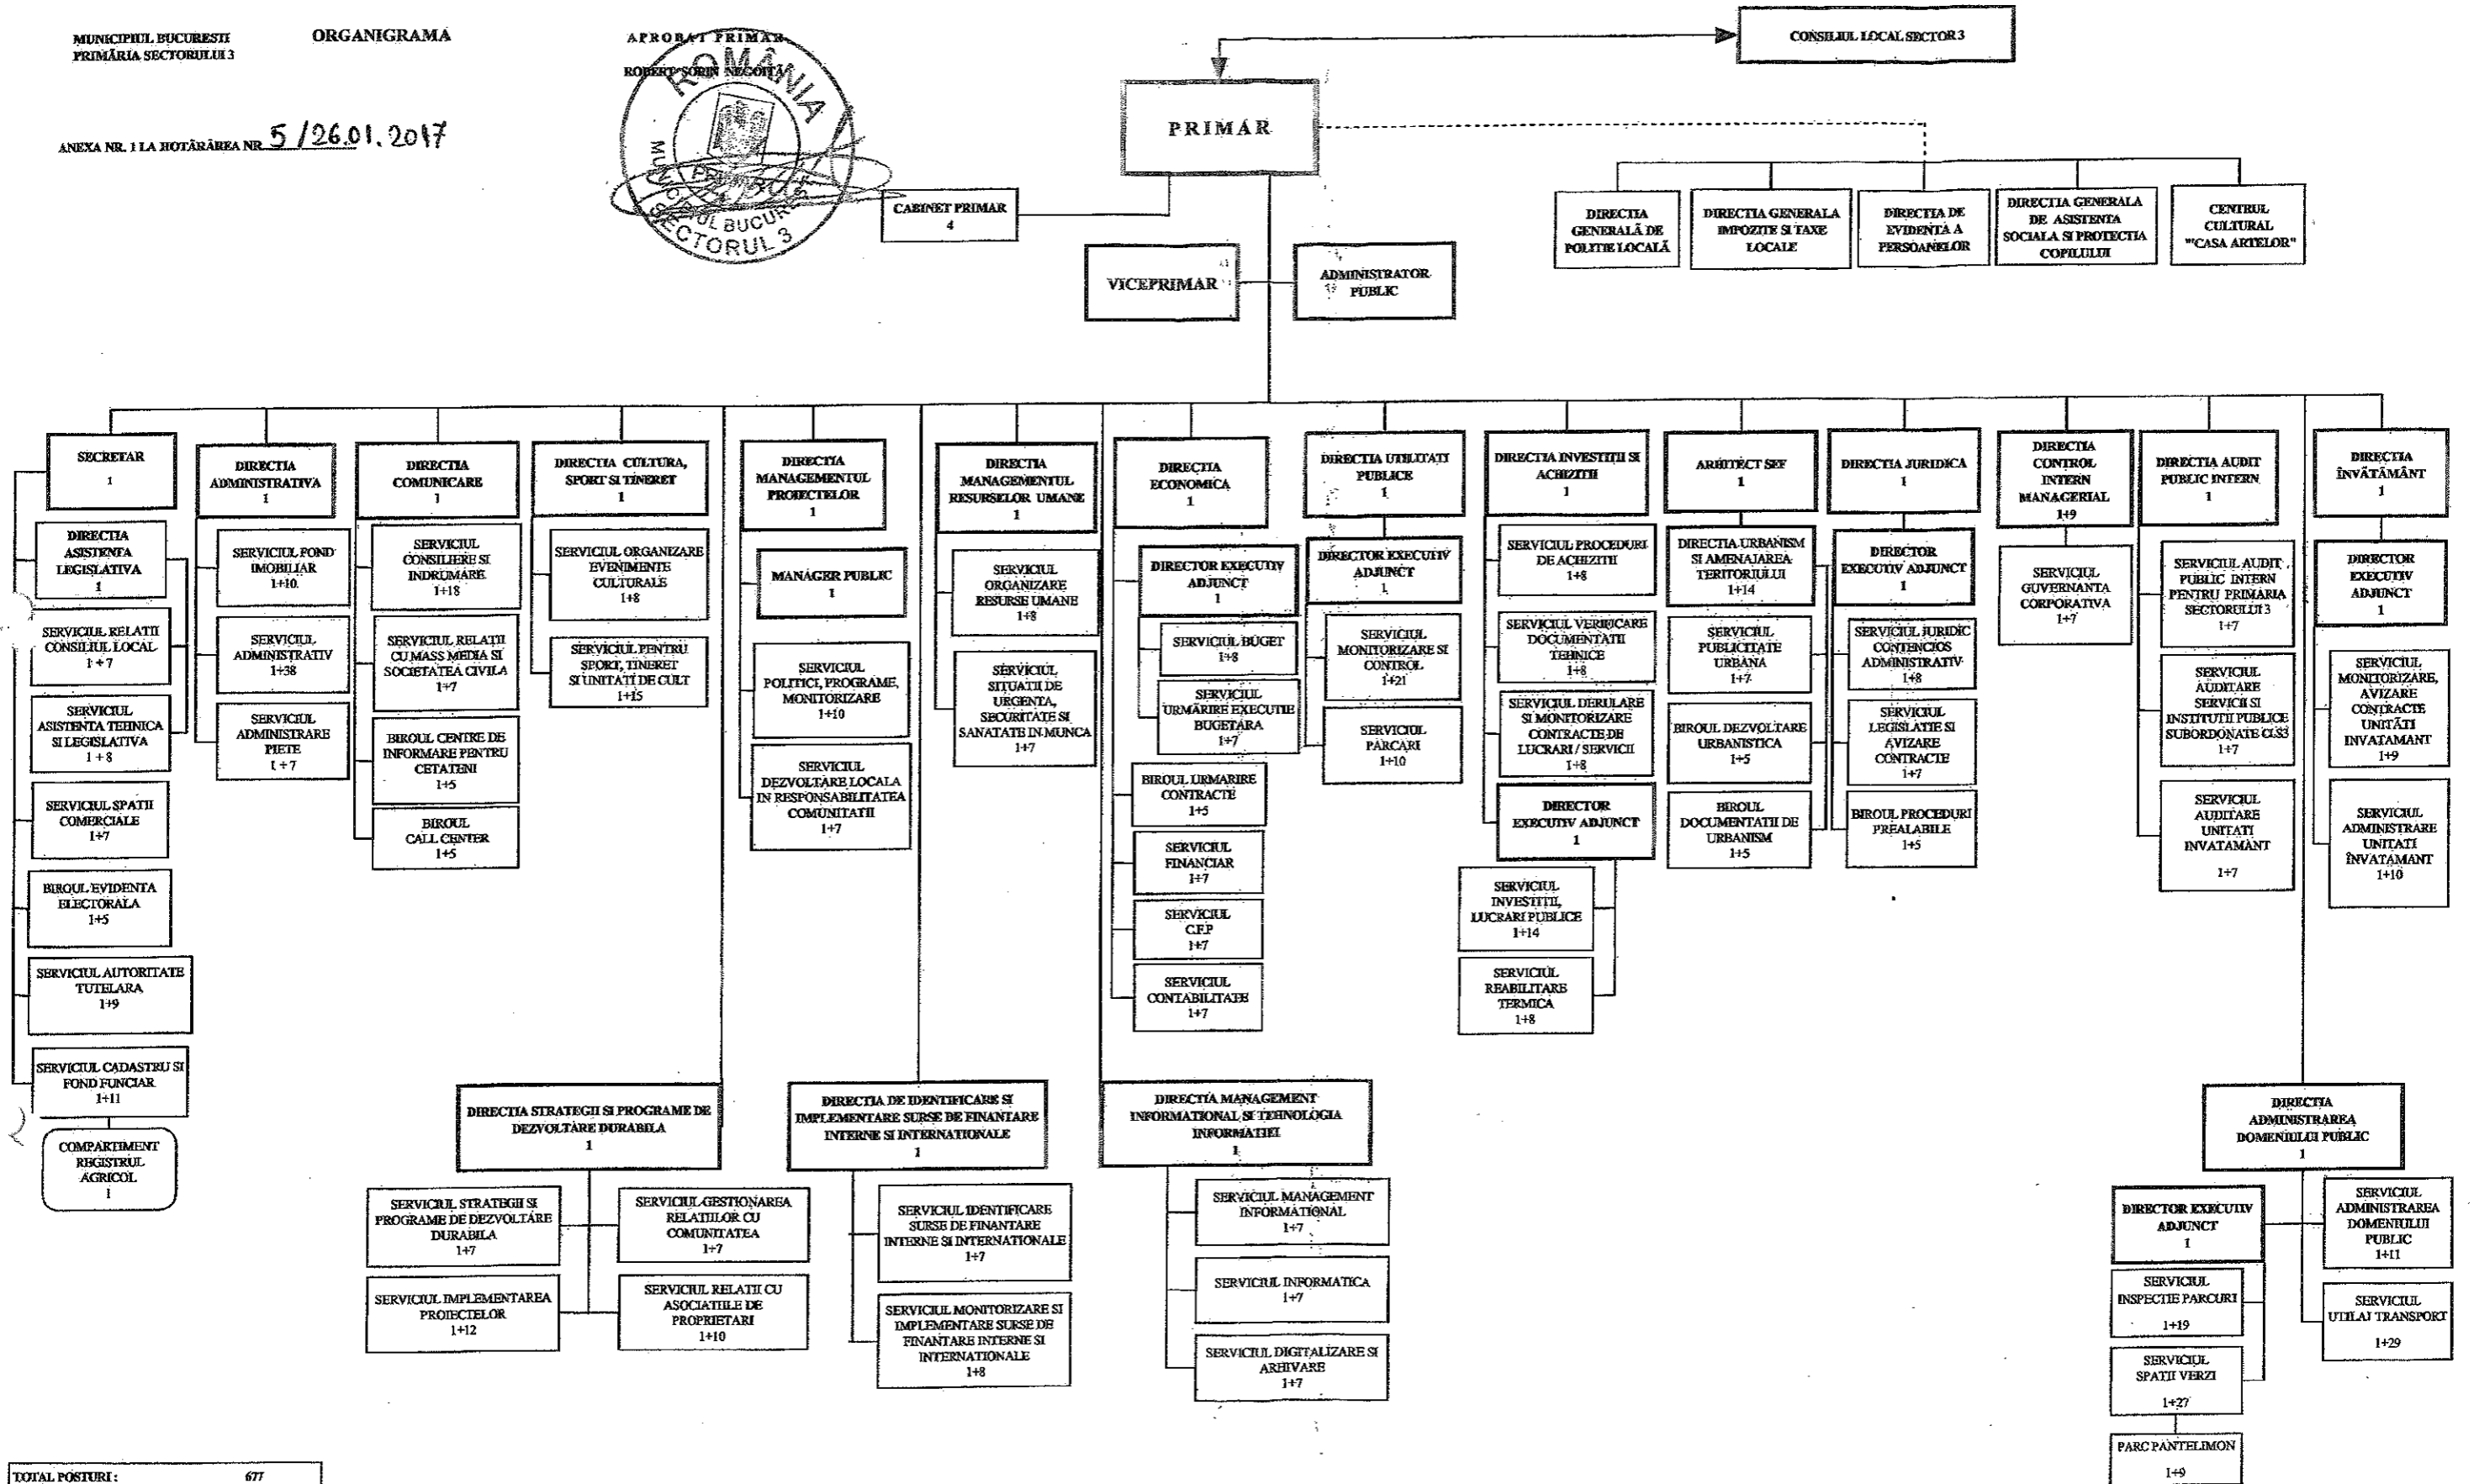 MUNICIPIUL BUCURESTI
PRIMĂRIA SECTORULUI 3
ORGANIGRAMA
APROBAT PRIMAR
ROBERT SORIN NEGOIȚĂ
ROMÂNIA
MUNICIPIUL BUCUREȘTI
PRIMAR
SECTORUL 3
ANEXA NR. 1 LA HOTĂRÂREA NR 5 /26.01.2017
CONSILIUL LOCAL SECTOR 3
PRIMAR
CABINET PRIMAR
4
VICEPRIMAR
ADMINISTRATOR
PUBLIC
DIRECTIA
GENERALĂ DE
POLITIE LOCALĂ
DIRECTIA GENERALA
IMPOZITE SI TAXE
LOCALE
DIRECTIA DE
EVIDENTA A
PERSOANELOR
DIRECTIA GENERALA
DE ASISTENTA
SOCIALA SI PROTECTIA
COPILULUI
CENTRUL
CULTURAL
"'CASA ARTELOR"
SECRETAR
1
DIRECTIA
ASISTENTA
LEGISLATIVA
1
SERVICIUL RELATII
CONSILIUL LOCAL
1 + 7
SERVICIUL
ASISTENTA TEHNICA
SI LEGISLATIVA
1 + 8
SERVICIUL SPATII
COMERCIALE
1+7
BIROUL EVIDENTA
ELECTORALA
1+5
SERVICIUL AUTORITATE
TUTELARA
1+9
SERVICIUL CADASTRU SI
FOND FUNCIAR
1+11
COMPARTIMENT
REGISTRUL
AGRICOL
1
DIRECTIA
ADMINISTRATIVA
1
SERVICIUL FOND
IMOBILIAR
1+10
SERVICIUL
ADMINISTRATIV
1+38
SERVICIUL
ADMINISTRARE
PIETE
1 + 7
DIRECTIA
COMUNICARE
1
SERVICIUL
CONSILIERE SI
INDRUMARE
1+18
SERVICIUL RELATII
CU MASS MEDIA SI
SOCIETATEA CIVILA
1+7
BIROUL CENTRE DE
INFORMARE PENTRU
CETATENI
1+5
BIROUL
CALL CENTER
1+5
DIRECTIA CULTURA,
SPORT SI TINERET
1
SERVICIUL ORGANIZARE
EVENIMENTE
CULTURALE
1+8
SERVICIUL PENTRU
SPORT, TINERET
SI UNITATI DE CULT
1+15
DIRECTIA
MANAGEMENTUL
PROIECTELOR
1
MANAGER PUBLIC
1
SERVICIUL
POLITICI, PROGRAME,
MONITORIZARE
1+10
SERVICIUL
DEZVOLTARE LOCALA
IN RESPONSABILITATEA
COMUNITATII
1+7
DIRECTIA
MANAGEMENTUL
RESURSELOR UMANE
1
SERVICIUL
ORGANIZARE
RESURSE UMANE
1+8
SERVICIUL
SITUATII DE
URGENTA,
SECURITATE SI
SANATATE IN MUNCA
1+7
DIRECTIA
ECONOMICA
1
DIRECTOR EXECUTIV
ADJUNCT
1
SERVICIUL BUGET
1+8
SERVICIUL
URMĂRIRE EXECUTIE
BUGETARA
1+7
BIROUL URMARIRE
CONTRACTE
1+5
SERVICIUL
FINANCIAR
1+7
SERVICIUL
C.F.P
1+7
SERVICIUL
CONTABILITATE
1+7
DIRECTIA UTILITATI
PUBLICE
1
DIRECTOR EXECUTIV
ADJUNCT
1
SERVICIUL
MONITORIZARE SI
CONTROL
1+21
SERVICIUL
PARCARI
1+10
DIRECTIA INVESTITII SI
ACHIZITII
1
SERVICIUL PROCEDURI
DE ACHIZITII
1+8
SERVICIUL VERIFICARE
DOCUMENTATII
TEHNICE
1+8
SERVICIUL DERULARE
SI MONITORIZARE
CONTRACTE DE
LUCRARI / SERVICII
1+8
DIRECTOR
EXECUTIV ADJUNCT
1
SERVICIUL
INVESTITII,
LUCRARI PUBLICE
1+14
SERVICIUL
REABILITARE
TERMICA
1+8
ARHITECT SEF
1
DIRECTIA URBANISM
SI AMENAJAREA
TERITORIULUI
1+14
SERVICIUL
PUBLICITATE
URBANA
1+7
BIROUL DEZVOLTARE
URBANISTICA
1+5
BIROUL
DOCUMENTATII DE
URBANISM
1+5
DIRECTIA JURIDICA
1
DIRECTOR
EXECUTIV ADJUNCT
1
SERVICIUL JURIDIC
CONTENCIOS
ADMINISTRATIV
1+8
SERVICIUL
LEGISLATIE SI
AVIZARE
CONTRACTE
1+7
BIROUL PROCEDURI
PREALABILE
1+5
DIRECTIA
CONTROL
INTERN
MANAGERIAL
1+9
SERVICIUL
GUVERNANTA
CORPORATIVA
1+7
DIRECTIA AUDIT
PUBLIC INTERN
1
SERVICIUL AUDIT
PUBLIC INTERN
PENTRU PRIMARIA
SECTORULUI 3
1+7
SERVICIUL
AUDITARE
SERVICII SI
INSTITUTII PUBLICE
SUBORDONATE CLS3
1+7
SERVICIUL
AUDITARE
UNITATI
INVATAMANT
1+7
DIRECTIA
ÎNVĂTĂMÂNT
1
DIRECTOR
EXECUTIV
ADJUNCT
1
SERVICIUL
MONITORIZARE,
AVIZARE
CONTRACTE
UNITĂTI
INVATAMANT
1+9
SERVICIUL
ADMINISTRARE
UNITATI
ÎNVATAMANT
1+10
DIRECTIA STRATEGII SI PROGRAME DE
DEZVOLTARE DURABILA
1
SERVICIUL STRATEGII SI
PROGRAME DE DEZVOLTARE
DURABILA
1+7
SERVICIUL GESTIONAREA
RELATIILOR CU
COMUNITATEA
1+7
SERVICIUL IMPLEMENTAREA
PROIECTELOR
1+12
SERVICIUL RELATII CU
ASOCIATIILE DE
PROPRIETARI
1+10
DIRECTIA DE IDENTIFICARE SI
IMPLEMENTARE SURSE DE FINANTARE
INTERNE SI INTERNATIONALE
1
SERVICIUL IDENTIFICARE
SURSE DE FINANTARE
INTERNE SI INTERNATIONALE
1+7
SERVICIUL MONITORIZARE SI
IMPLEMENTARE SURSE DE
FINANTARE INTERNE SI
INTERNATIONALE
1+8
DIRECTIA MANAGEMENT
INFORMATIONAL SI TEHNOLOGIA
INFORMATIEI
1
SERVICIUL MANAGEMENT
INFORMATIONAL
1+7
SERVICIUL INFORMATICA
1+7
SERVICIUL DIGITALIZARE SI
ARHIVARE
1+7
DIRECTIA
ADMINISTRAREA
DOMENIULUI PUBLIC
1
DIRECTOR EXECUTIV
ADJUNCT
1
SERVICIUL
ADMINISTRAREA
DOMENIULUI
PUBLIC
1+11
SERVICIUL
INSPECTIE PARCURI
1+19
SERVICIUL
UTILAJ TRANSPORT
1+29
SERVICIUL
SPATII VERZI
1+27
PARC PANTELIMON
1+9
TOTAL POSTURI : 677